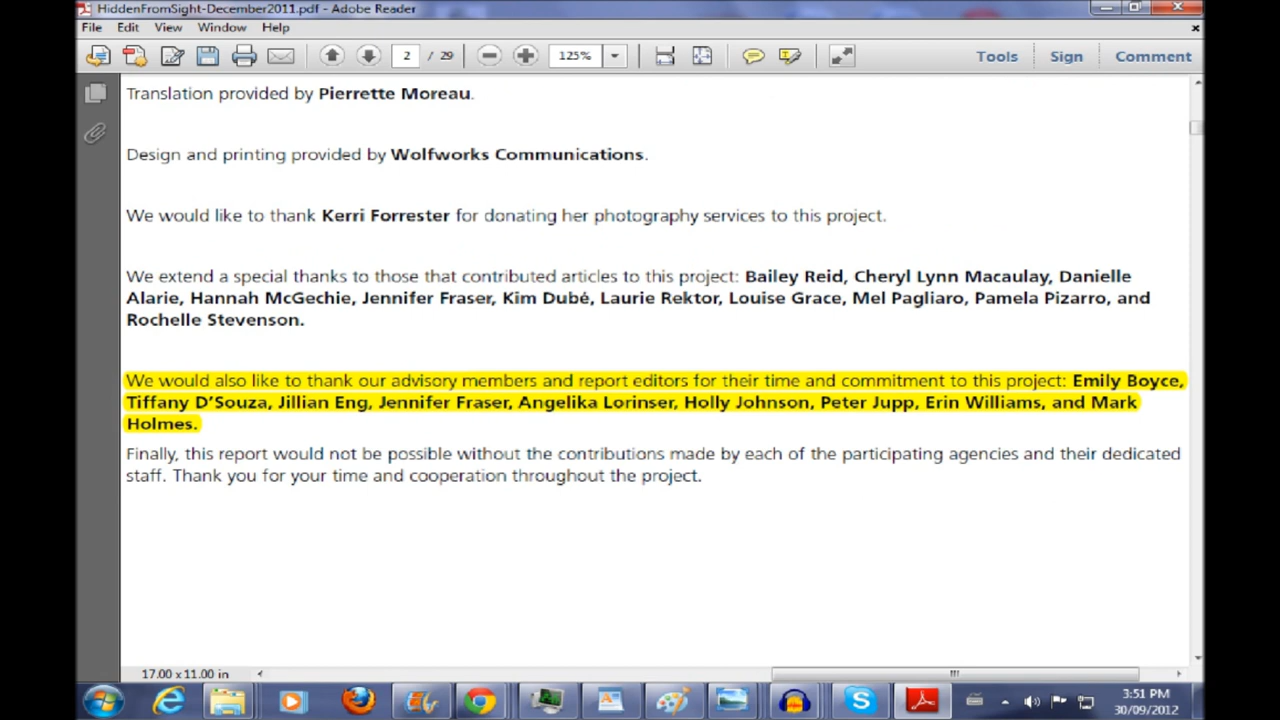 HiddenFromSight-December2011.pdf - Adobe Reader
File Edit View Window Help
2 / 29 125% Tools Sign Comment
Translation provided by Pierrette Moreau.
Design and printing provided by Wolfworks Communications.
We would like to thank Kerri Forrester for donating her photography services to this project.
We extend a special thanks to those that contributed articles to this project: Bailey Reid, Cheryl Lynn Macaulay, Danielle
Alarie, Hannah McGechie, Jennifer Fraser, Kim Dubé, Laurie Rektor, Louise Grace, Mel Pagliaro, Pamela Pizarro, and
Rochelle Stevenson.
We would also like to thank our advisory members and report editors for their time and commitment to this project: Emily Boyce,
Tiffany D’Souza, Jillian Eng, Jennifer Fraser, Angelika Lorinser, Holly Johnson, Peter Jupp, Erin Williams, and Mark
Holmes.
Finally, this report would not be possible without the contributions made by each of the participating agencies and their dedicated
staff. Thank you for your time and cooperation throughout the project.
17.00 x 11.00 in
3:51 PM
30/09/2012